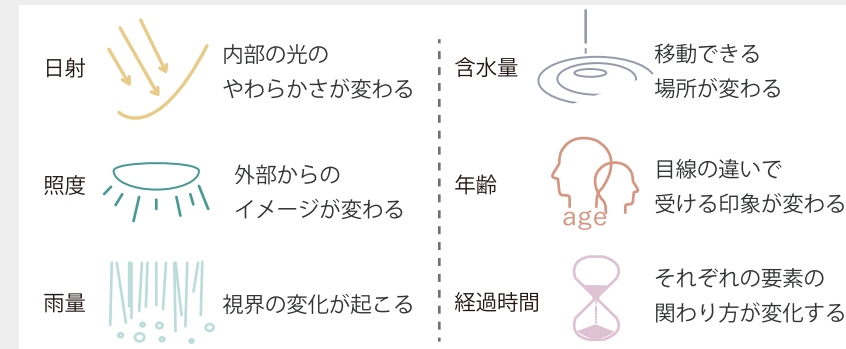 日射
内部の光の
やわらかさが変わる
照度
外部からの
イメージが変わる
雨量
視界の変化が起こる
含水量
移動できる
場所が変わる
年齢
age
目線の違いで
受ける印象が変わる
経過時間
それぞれの要素の
関わり方が変化する